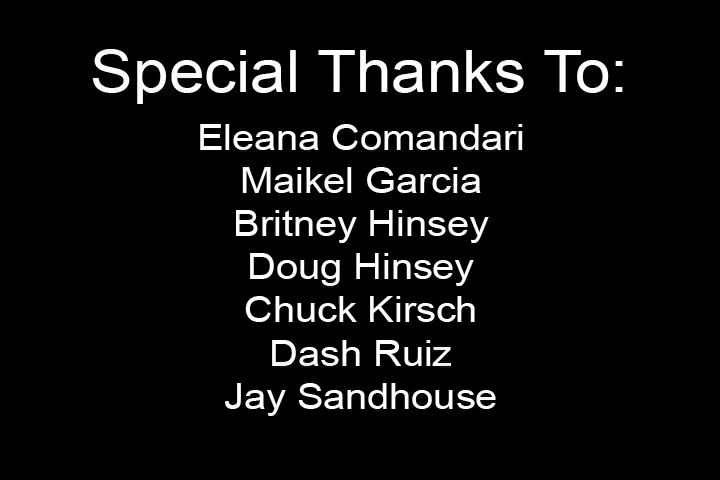 Special Thanks To:
Eleana Comandari
Maikel Garcia
Britney Hinsey
Doug Hinsey
Chuck Kirsch
Dash Ruiz
Jay Sandhouse